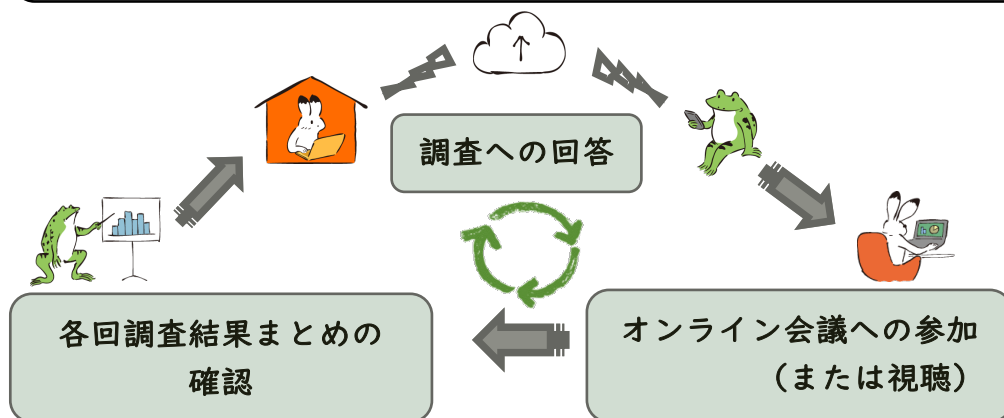 調査への回答
各回調査結果まとめの
確認
オンライン会議への参加
（または視聴）